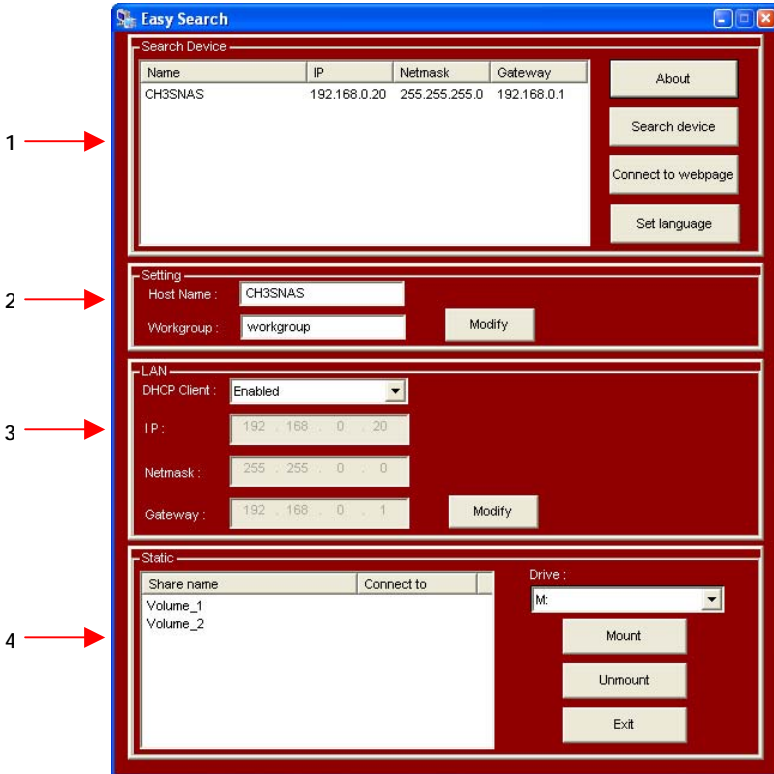 Easy Search
Search Device
Name IP Netmask Gateway
CH3SNAS 192.168.0.20 255.255.255.0 192.168.0.1
About
Search device
Connect to webpage
Set language
1
Setting
Host Name : CH3SNAS
Workgroup : workgroup
Modify
2
LAN
DHCP Client : Enabled
IP : 192 . 168 . 0 . 20
Netmask : 255 . 255 . 0 . 0
Gateway : 192 . 168 . 0 . 1
Modify
3
Static
Share name Connect to
Volume_1
Volume_2
Drive :
M:
Mount
Unmount
Exit
4